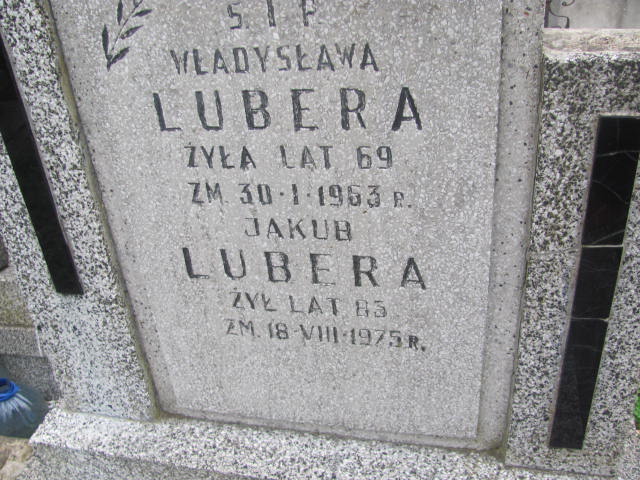 S.I P
WŁADYSŁAWA
LUBERA
ŻYŁA LAT 69
ZM. 30·I·1963 R.
JAKUB
LUBERA
ŻYŁ LAT 83
ZM. 18·VIII·1975 R.